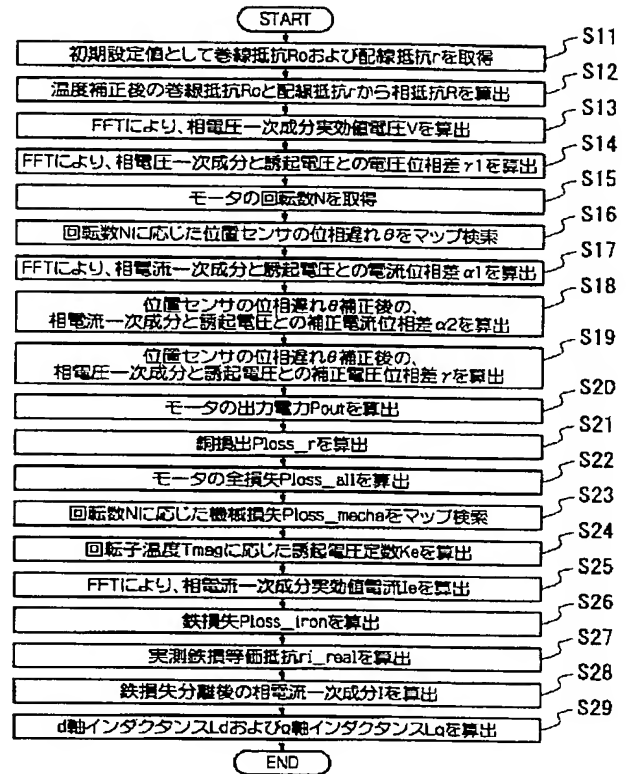 START
S11
初期設定値として巻線抵抗Roおよび配線抵抗rを取得
S12
温度補正後の巻線抵抗Roと配線抵抗rから相抵抗Rを算出
S13
FFTにより、相電圧一次成分実効値電圧Vを算出
S14
FFTにより、相電圧一次成分と誘起電圧との電圧位相差γ1を算出
S15
モータの回転数Nを取得
S16
回転数Nに応じた位置センサの位相遅れθをマップ検索
S17
FFTにより、相電流一次成分と誘起電圧との電流位相差α1を算出
S18
位置センサの位相遅れθ補正後の、
相電流一次成分と誘起電圧との補正電流位相差α2を算出
S19
位置センサの位相遅れθ補正後の、
相電圧一次成分と誘起電圧との補正電圧位相差γを算出
S20
モータの出力電力Poutを算出
S21
銅損出Ploss_rを算出
S22
モータの全損失Ploss_allを算出
S23
回転数Nに応じた機械損失Ploss_mechaをマップ検索
S24
回転子温度Tmagに応じた誘起電圧定数Keを算出
S25
FFTにより、相電流一次成分実効値電流Ieを算出
S26
鉄損失Ploss_ironを算出
S27
実測鉄損等価抵抗ri_realを算出
S28
鉄損失分離後の相電流一次成分Iを算出
S29
d軸インダクタンスLdおよびq軸インダクタンスLqを算出
END